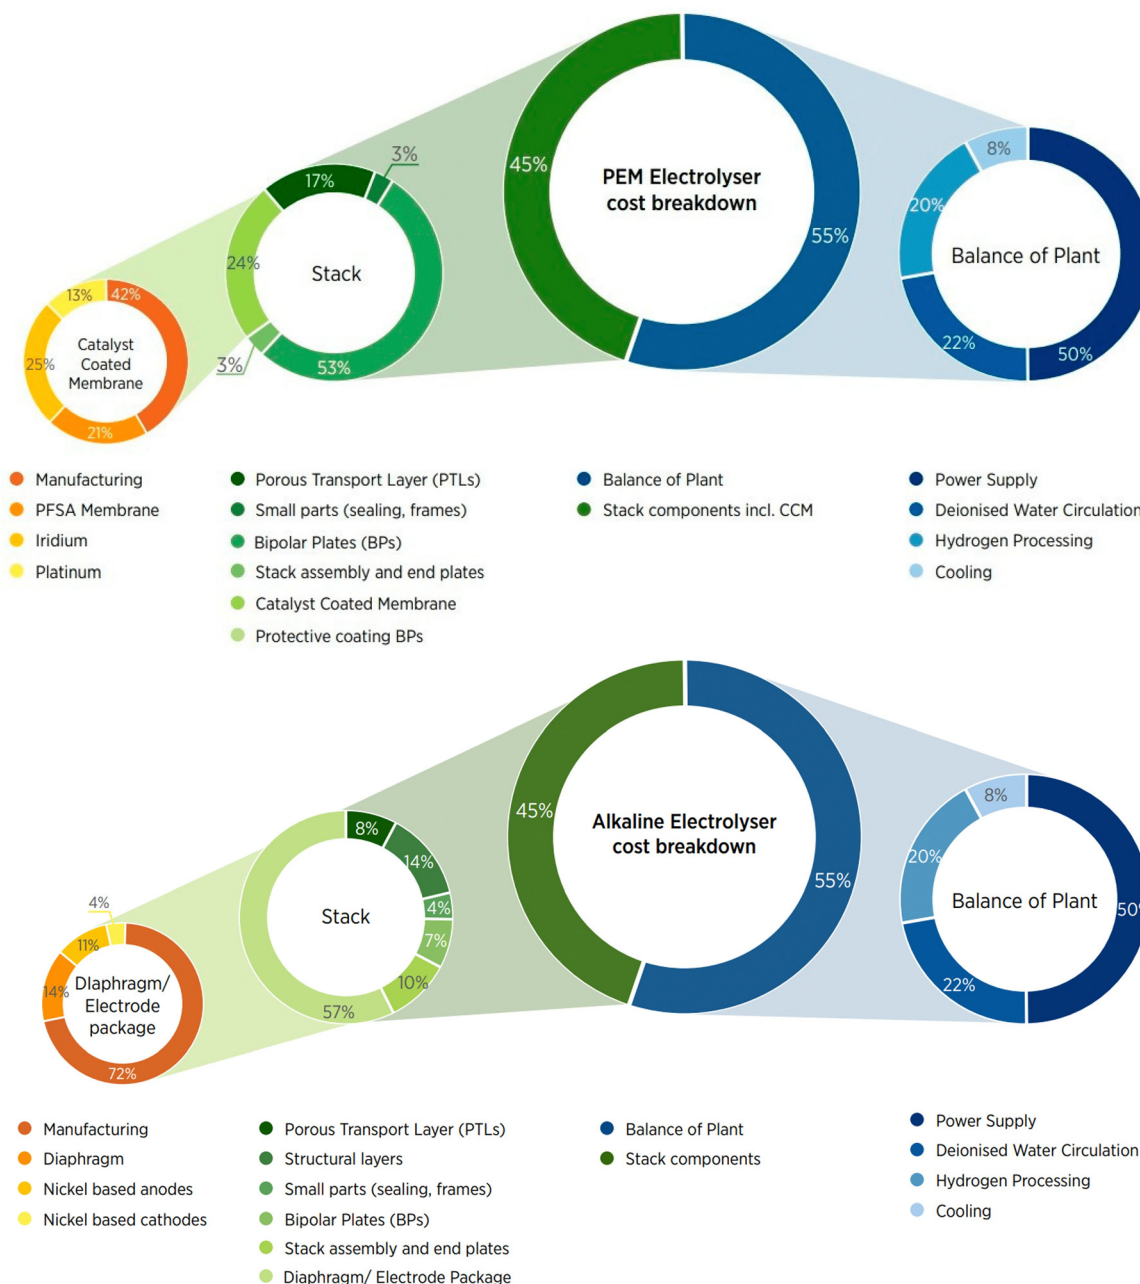 PEM Electrolyser
cost breakdown
45%
55%
Stack
17%
3%
53%
3%
24%
Catalyst
Coated
Membrane
42%
21%
25%
13%
Balance of Plant
8%
20%
22%
50%
Manufacturing
PFSA Membrane
Iridium
Platinum
Porous Transport Layer (PTLs)
Small parts (sealing, frames)
Bipolar Plates (BPs)
Stack assembly and end plates
Catalyst Coated Membrane
Protective coating BPs
Balance of Plant
Stack components incl. CCM
Power Supply
Deionised Water Circulation
Hydrogen Processing
Cooling
Alkaline Electrolyser
cost breakdown
45%
55%
Stack
8%
14%
4%
7%
10%
57%
DIaphragm/
Electrode
package
4%
11%
14%
72%
Balance of Plant
8%
20%
22%
50%
Manufacturing
Diaphragm
Nickel based anodes
Nickel based cathodes
Porous Transport Layer (PTLs)
Structural layers
Small parts (sealing, frames)
Bipolar Plates (BPs)
Stack assembly and end plates
Diaphragm/ Electrode Package
Balance of Plant
Stack components
Power Supply
Deionised Water Circulation
Hydrogen Processing
Cooling